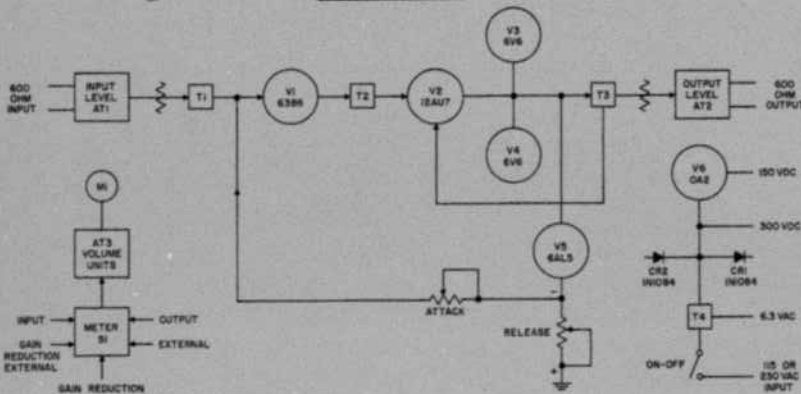 V3
6V6
600
OHM
INPUT
INPUT
LEVEL
AT1
T1
V1
6386
T2
V2
12AU7
T3
OUTPUT
LEVEL
AT2
600
OHM
OUTPUT
V4
6V6
V6
OA2
150 VDC
M1
300 VDC
AT3
VOLUME
UNITS
V5
6AL5
CR2
IN1084
CR1
IN1084
-
ATTACK
INPUT
METER
S1
OUTPUT
GAIN
REDUCTION
EXTERNAL
EXTERNAL
GAIN REDUCTION
RELEASE
+
T4
6.3 VAC
ON-OFF
115 OR
230 VAC
INPUT